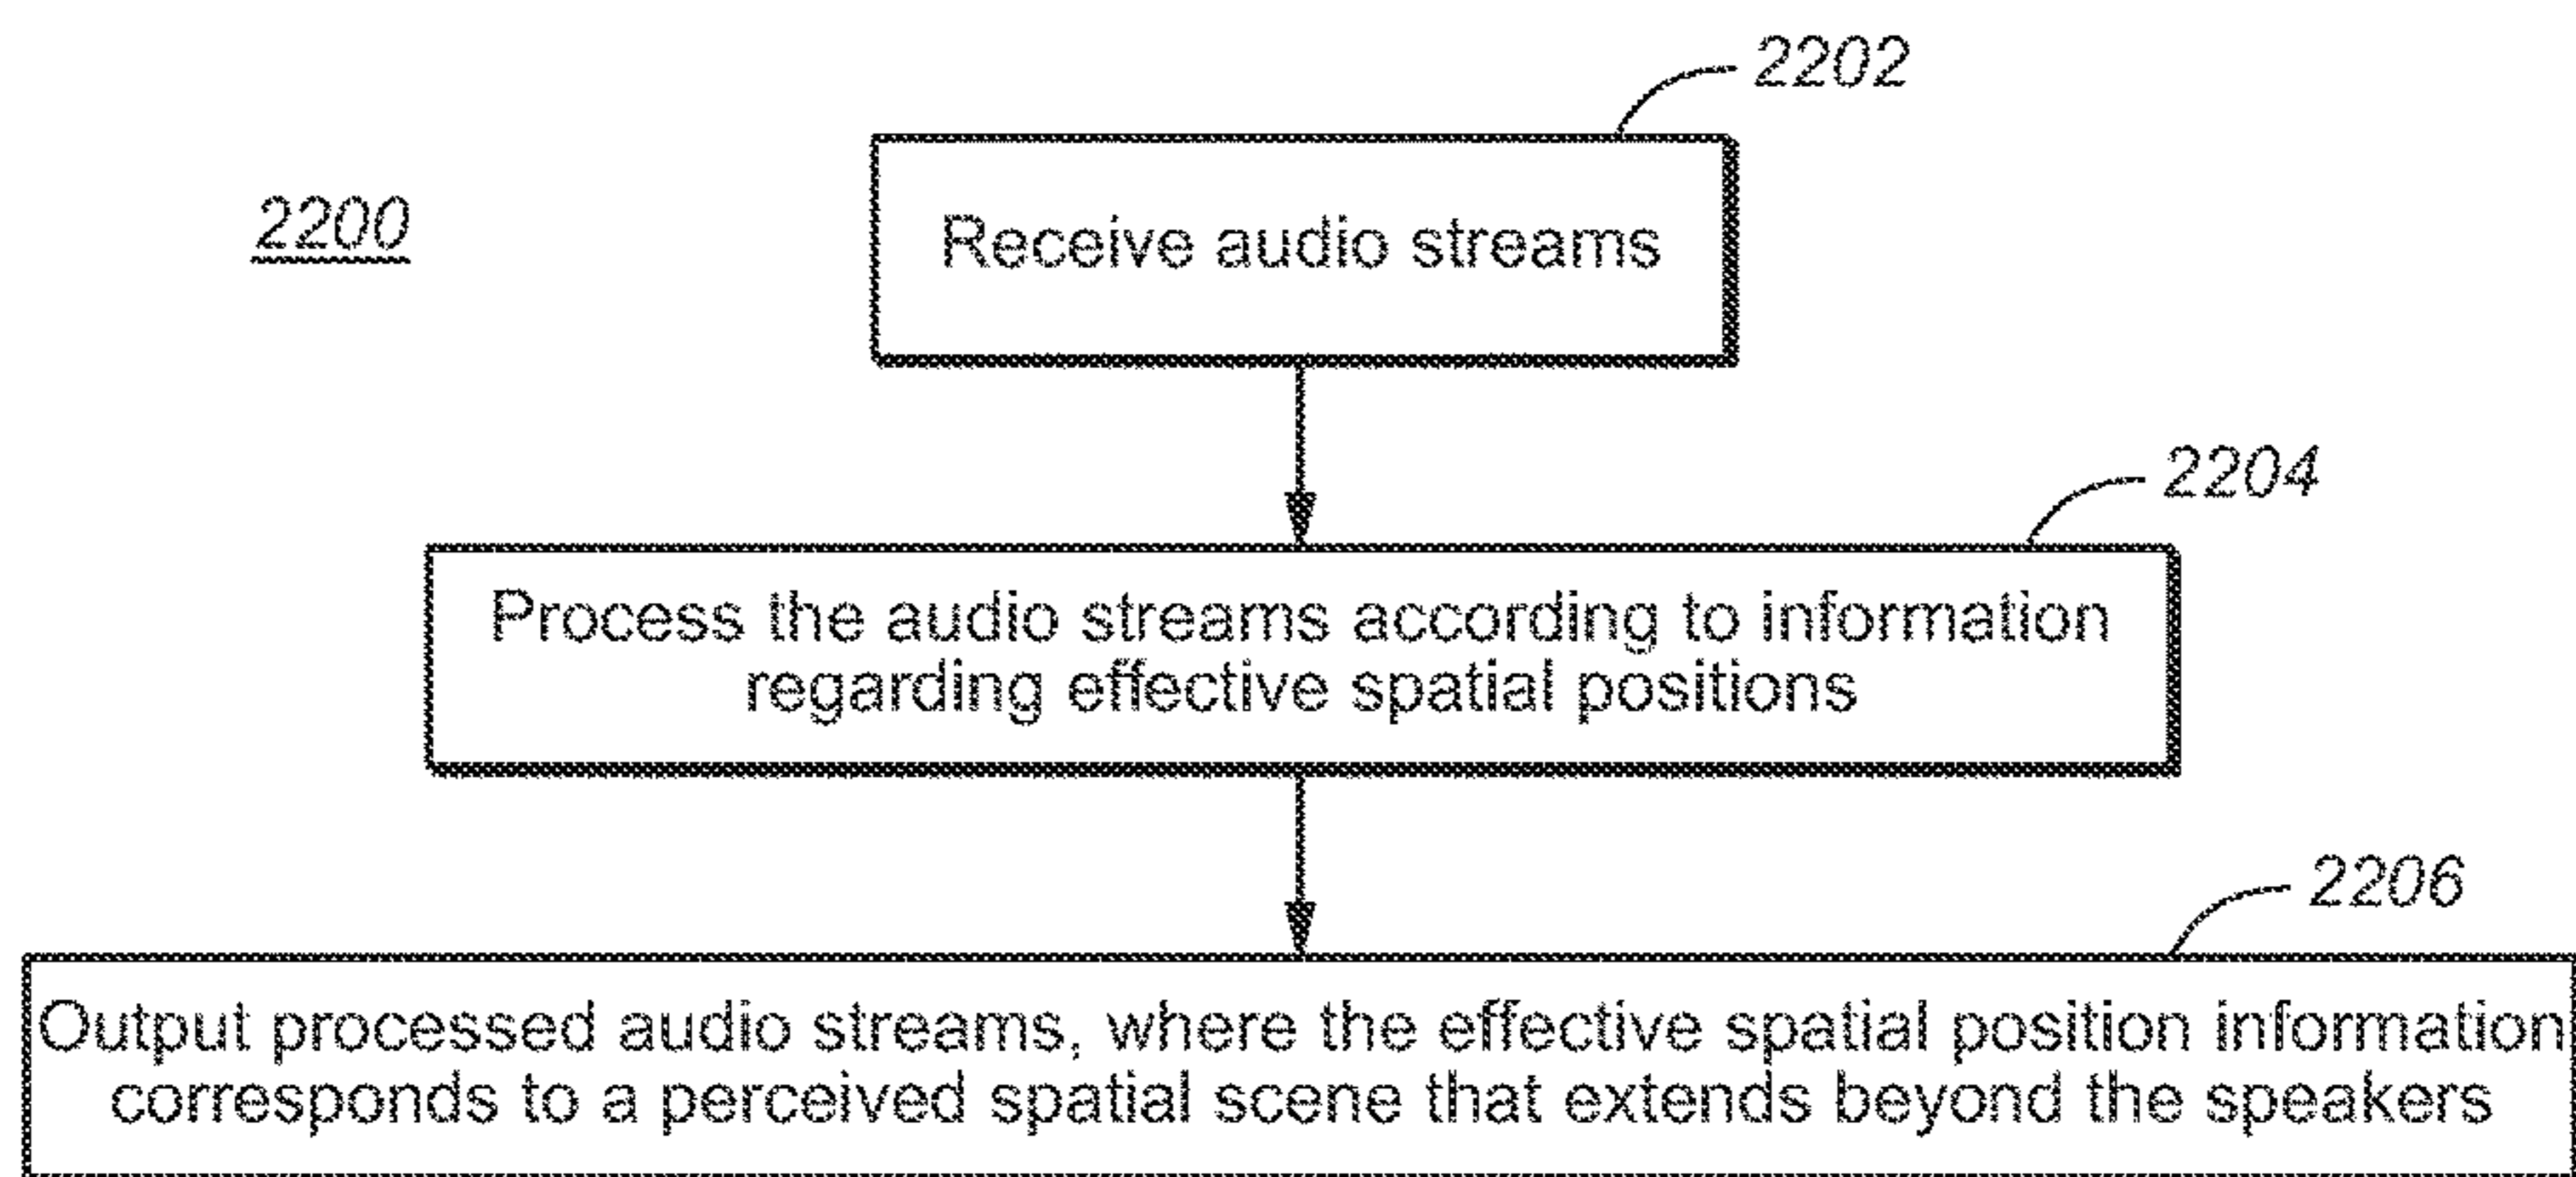 2202
2200
Receive audio streams
2204
Process the audio streams according to information
regarding effective spatial positions
2206
Output processed audio streams, where the effective spatial position information
corresponds to a perceived spatial scene that extends beyond the speakers